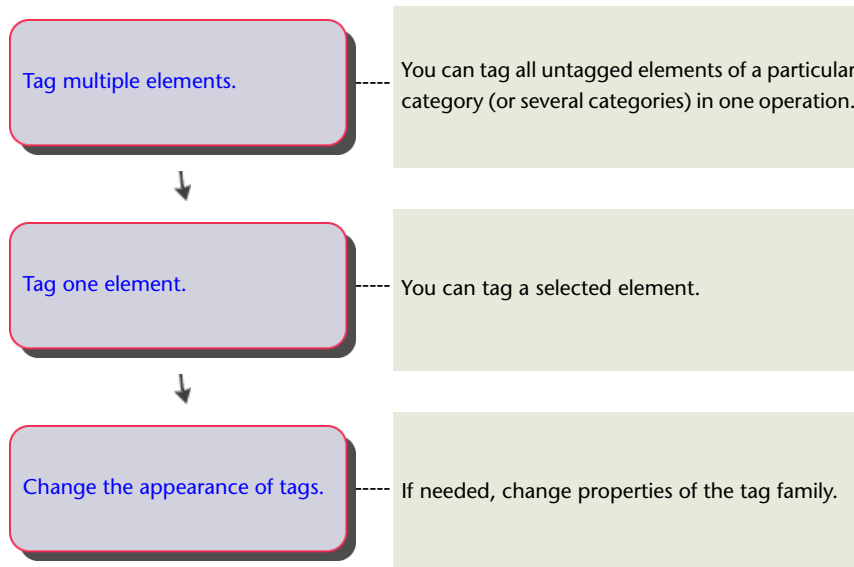 Tag multiple elements.
You can tag all untagged elements of a particular
category (or several categories) in one operation.
Tag one element.
You can tag a selected element.
Change the appearance of tags.
If needed, change properties of the tag family.